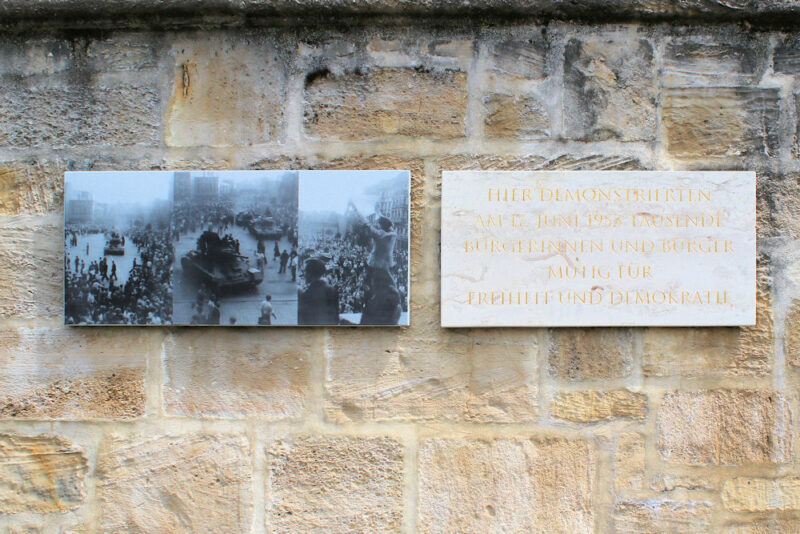 HIER DEMONSTRIERTEN
AM 17. JUNI 1953 TAUSENDE
BÜRGERINNEN UND BÜRGER
MUTIG FÜR
FREIHEIT UND DEMOKRATIE.